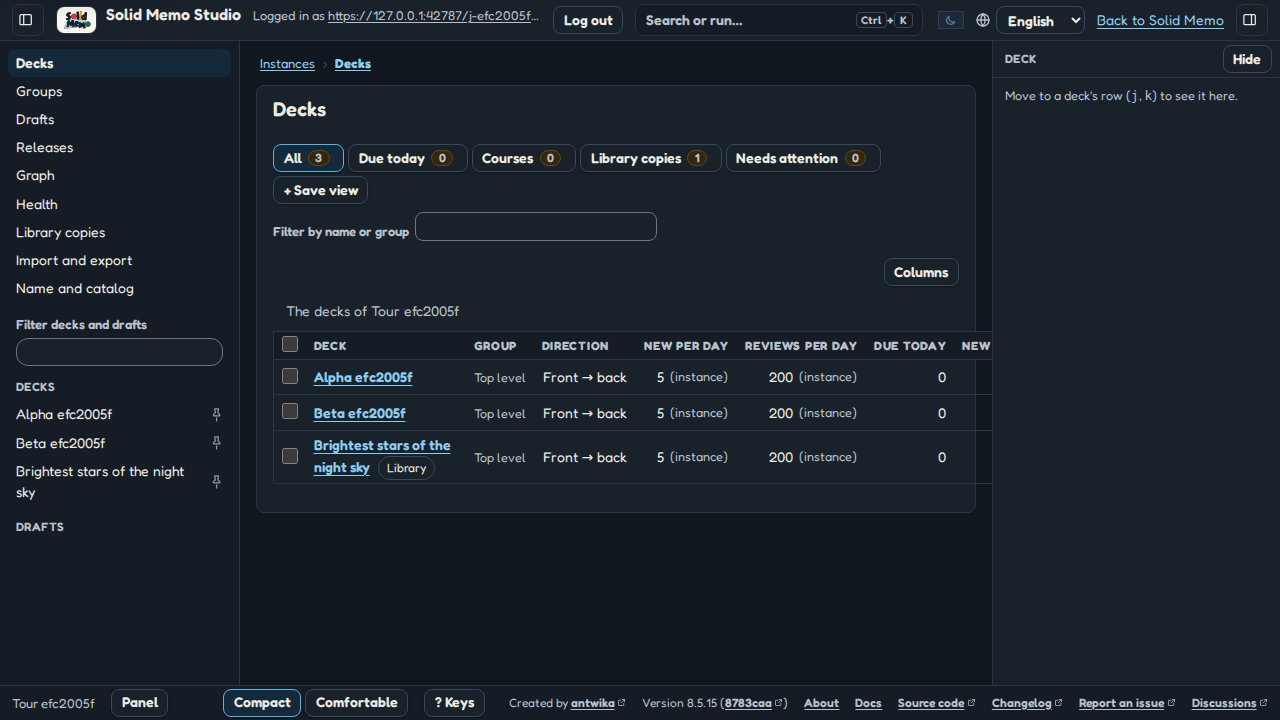 Solid Memo Studio
Logged in as https://127.0.0.1:42787/j-efc2005f...
Log out
Search or run...
Ctrl+K
English
Back to Solid Memo
Decks
Groups
Drafts
Releases
Graph
Health
Library copies
Import and export
Name and catalog
Filter decks and drafts
DECKS
Alpha efc2005f
Beta efc2005f
Brightest stars of the night
sky
DRAFTS
Instances › Decks
Decks
All 3
Due today 0
Courses 0
Library copies 1
Needs attention 0
+ Save view
Filter by name or group
Columns
The decks of Tour efc2005f
DECK GROUP DIRECTION NEW PER DAY REVIEWS PER DAY DUE TODAY NEW
Alpha efc2005f Top level Front → back 5 (instance) 200 (instance) 0
Beta efc2005f Top level Front → back 5 (instance) 200 (instance) 0
Brightest stars of the
night sky Library Top level Front → back 5 (instance) 200 (instance) 0
DECK
Hide
Move to a deck's row (j, k) to see it here.
Tour efc2005f
Panel
Compact
Comfortable
? Keys
Created by antwika
Version 8.5.15 (8783caa)
About
Docs
Source code
Changelog
Report an issue
Discussions